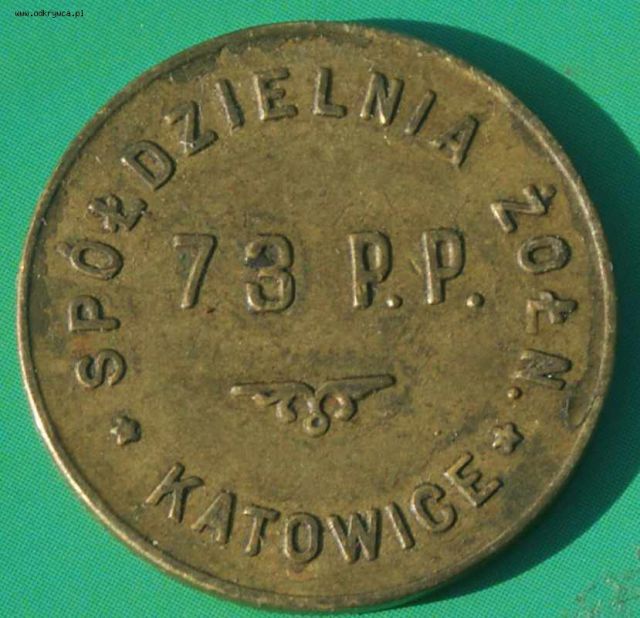 www.odkrywca.pl
SPÓŁDZIELNIA ŻOŁN.
73 P.P.
* KATOWICE *